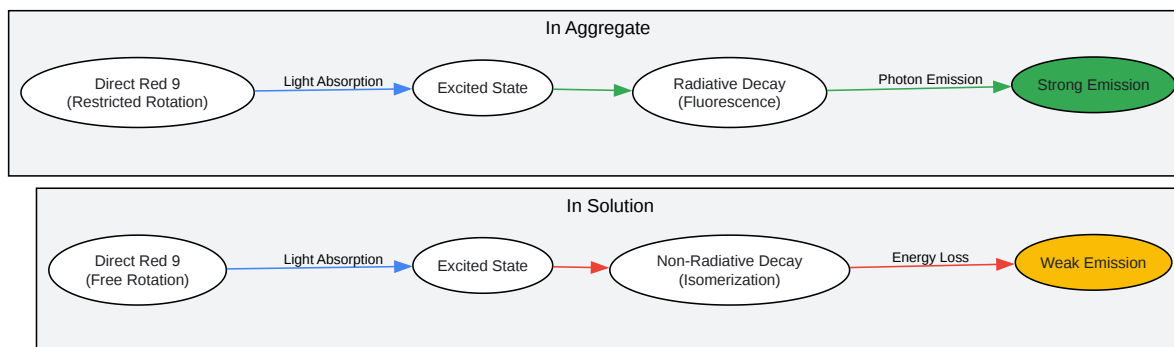 In Aggregate
Direct Red 9
(Restricted Rotation)
Light Absorption
Excited State
Radiative Decay
(Fluorescence)
Photon Emission
Strong Emission
In Solution
Direct Red 9
(Free Rotation)
Light Absorption
Excited State
Non-Radiative Decay
(Isomerization)
Energy Loss
Weak Emission